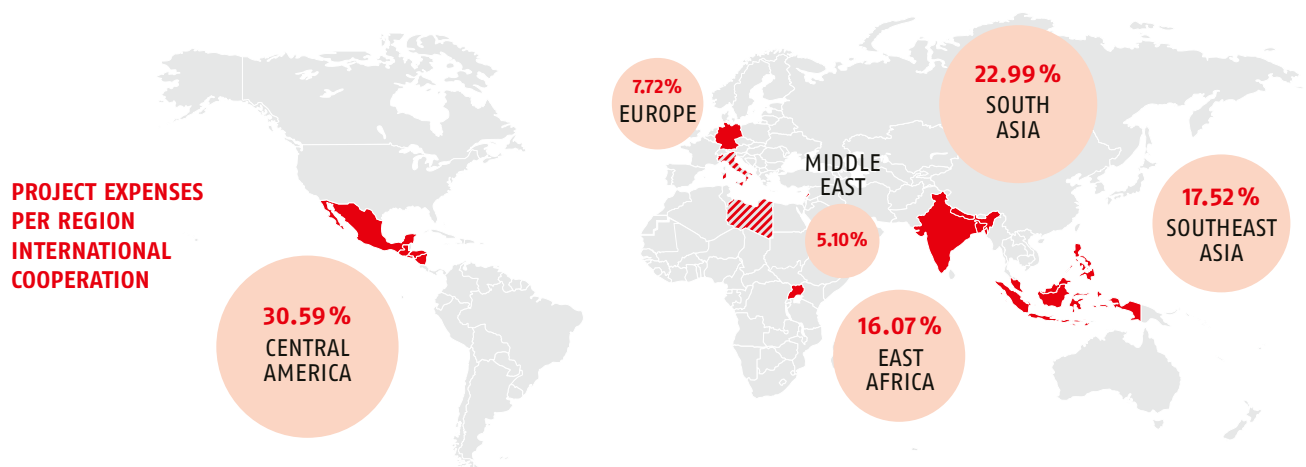 PROJECT EXPENSES
PER REGION
INTERNATIONAL
COOPERATION
30.59 %
CENTRAL
AMERICA
7.72%
EUROPE
MIDDLE
EAST
5.10%
16.07 %
EAST
AFRICA
22.99 %
SOUTH
ASIA
17.52 %
SOUTHEAST
ASIA